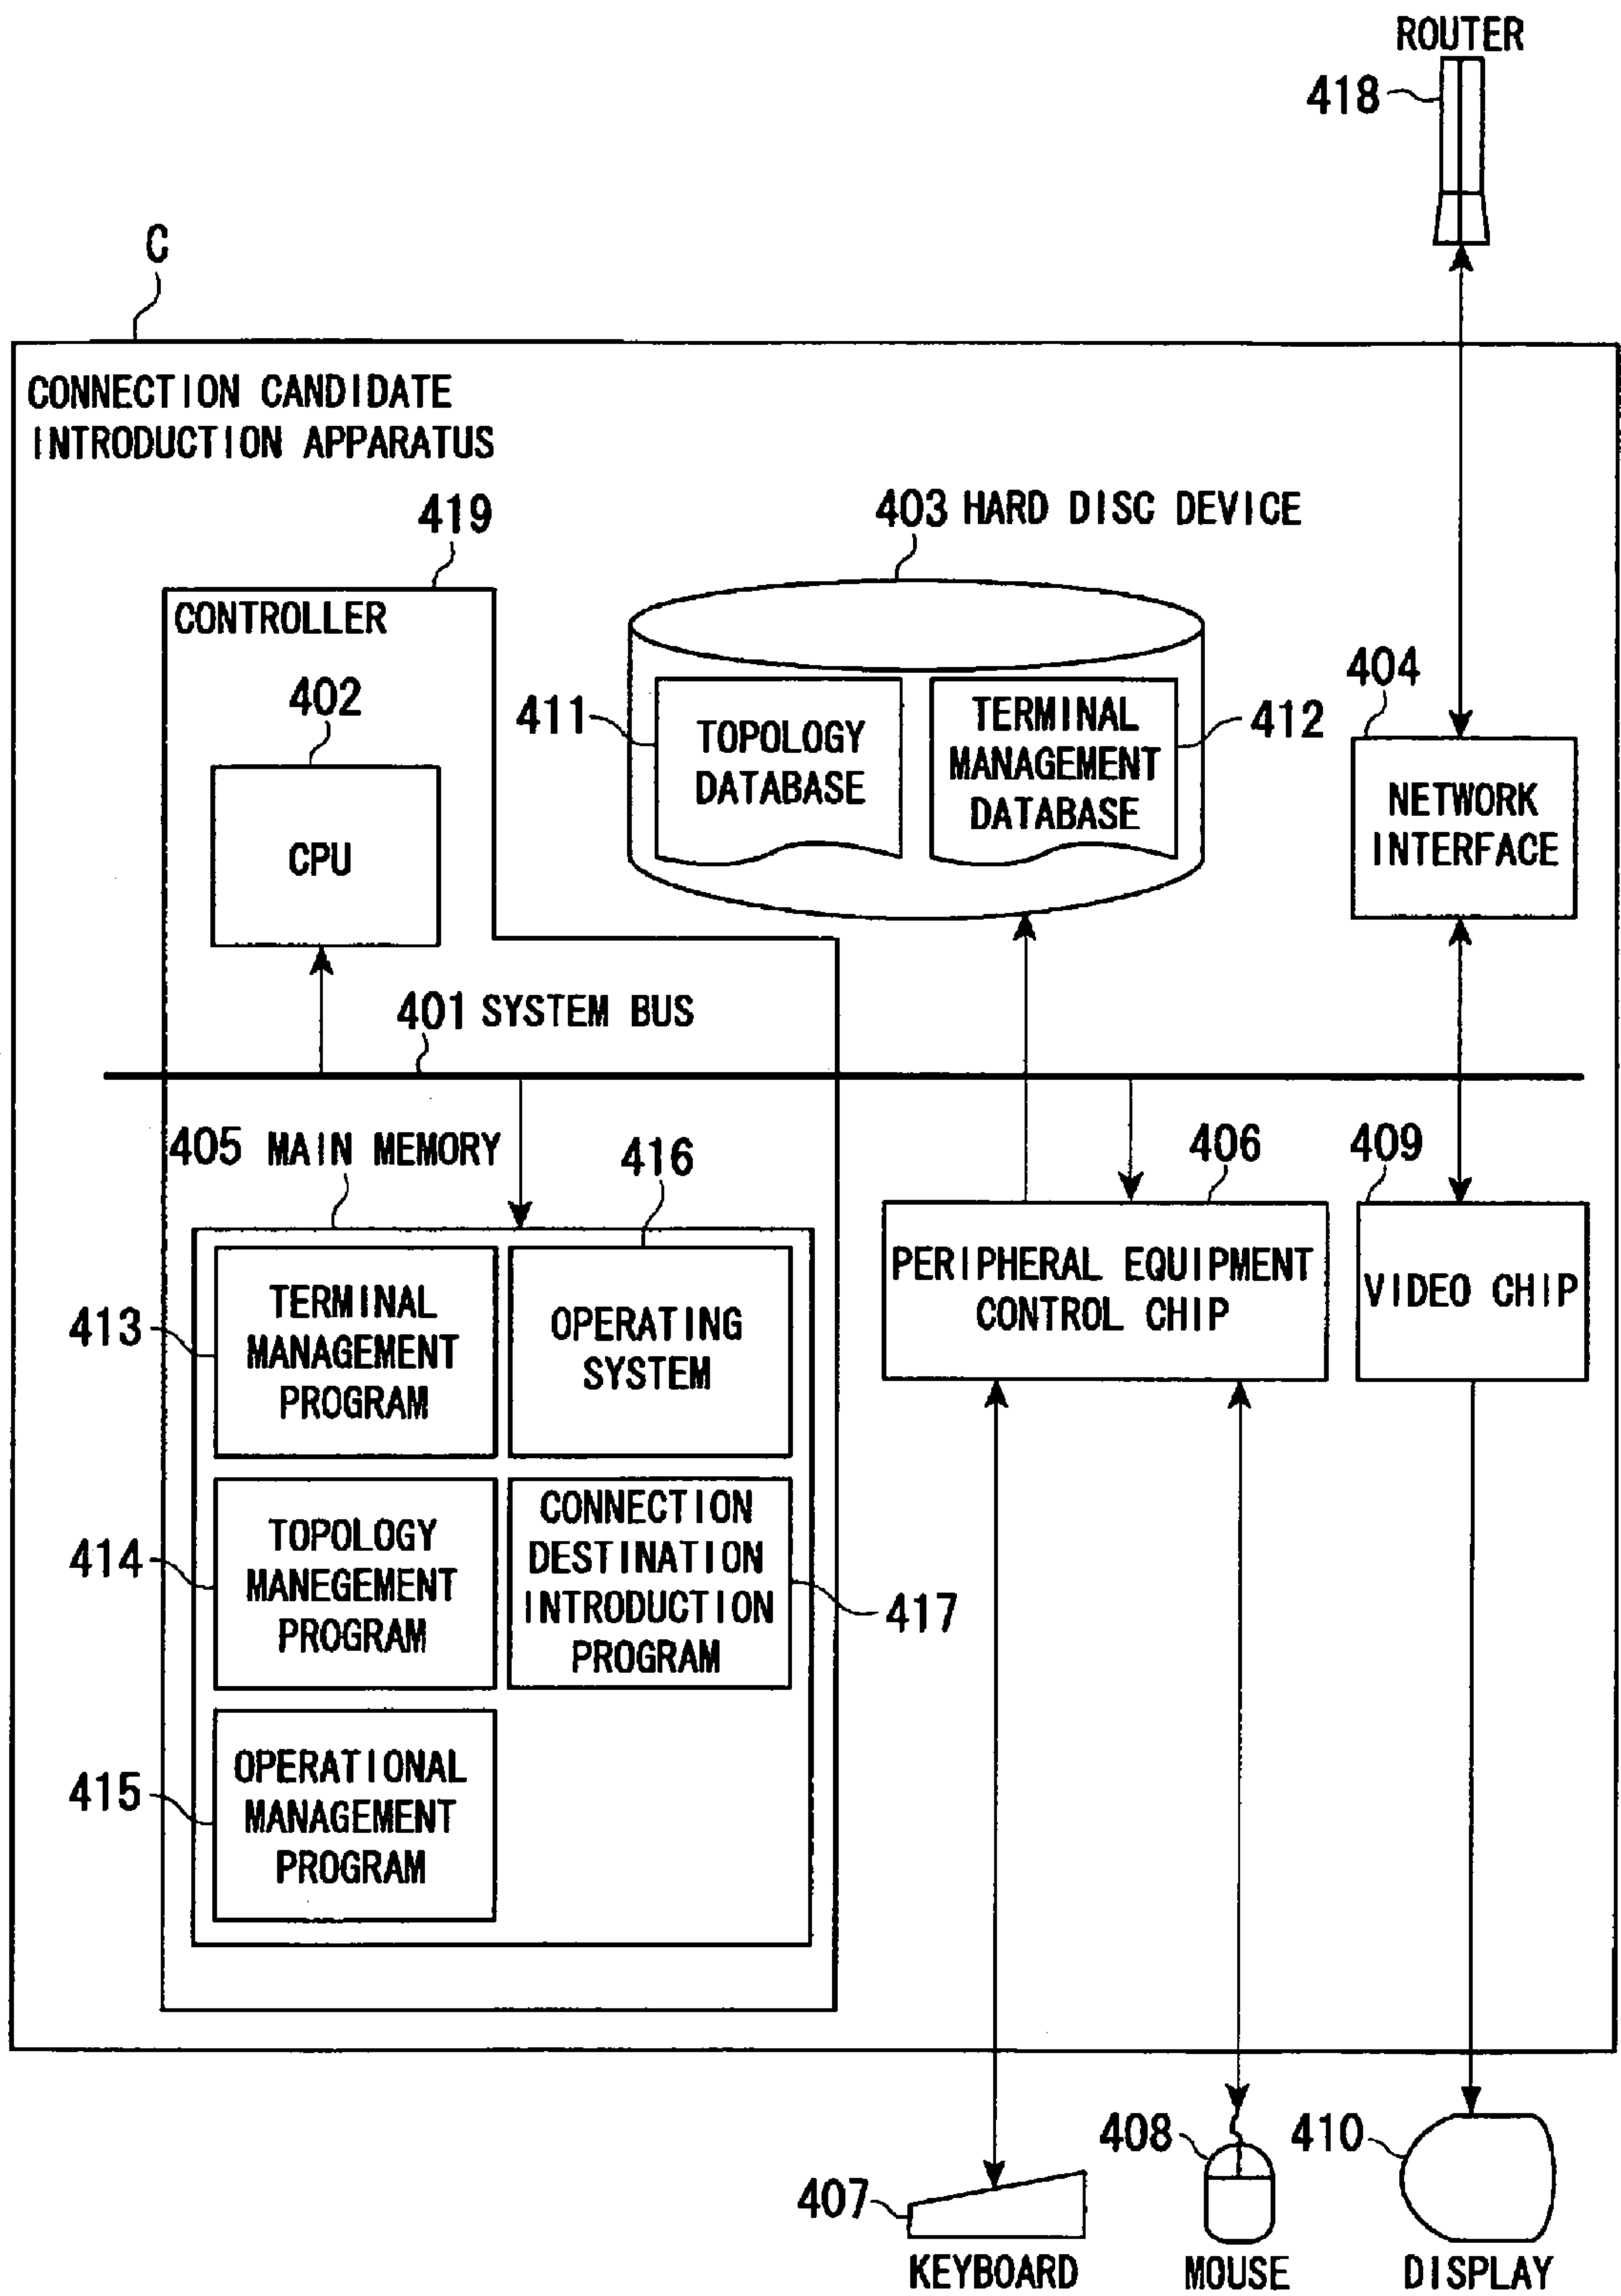 ROUTER
418
C
CONNECTION CANDIDATE
INTRODUCTION APPARATUS
419
403 HARD DISC DEVICE
CONTROLLER
402
CPU
411
TOPOLOGY
DATABASE
TERMINAL
MANAGEMENT
DATABASE
412
404
NETWORK
INTERFACE
401 SYSTEM BUS
405 MAIN MEMORY
416
406
409
413
TERMINAL
MANAGEMENT
PROGRAM
OPERATING
SYSTEM
PERIPHERAL EQUIPMENT
CONTROL CHIP
VIDEO CHIP
414
TOPOLOGY
MANEGEMENT
PROGRAM
CONNECTION
DESTINATION
INTRODUCTION
PROGRAM
417
415
OPERATIONAL
MANAGEMENT
PROGRAM
407
KEYBOARD
408
MOUSE
410
DISPLAY